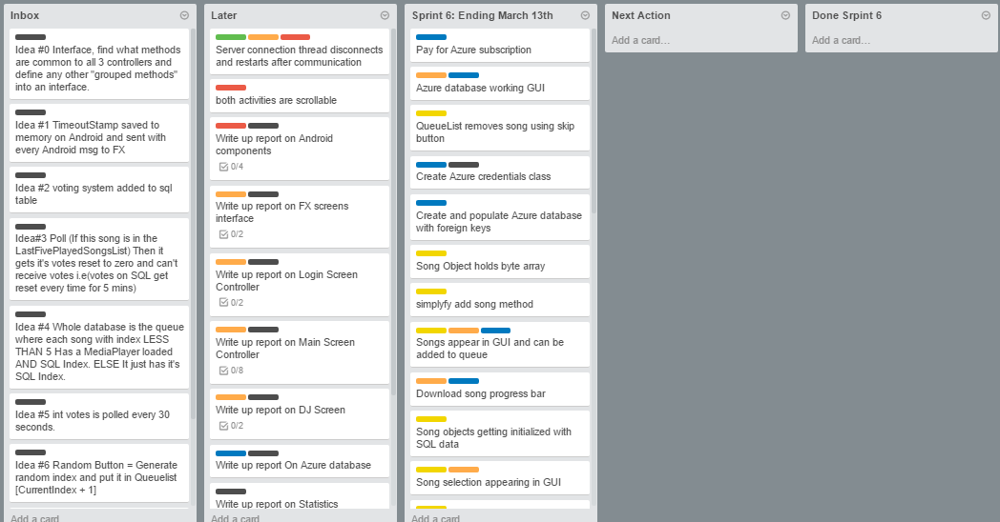 Inbox
Idea #0 Interface, find what methods
are common to all 3 controllers and
define any other "grouped methods"
into an interface.
Idea #1 TimeoutStamp saved to
memory on Android and sent with
every Android msg to FX
Idea #2 voting system added to sql
table
Idea#3 Poll (If this song is in the
LastFivePlayedSongsList) Then it
gets it's votes reset to zero and can't
receive votes i.e(votes on SQL get
reset every time for 5 mins)
Idea #4 Whole database is the queue
where each song with index LESS
THAN 5 Has a MediaPlayer loaded
AND SQL Index. ELSE It just has it's
SQL Index.
Idea #5 int votes is polled every 30
seconds.
Idea #6 Random Button = Generate
random index and put it in Queuelist
[CurrentIndex + 1]
Add a card
Later
Server connection thread disconnects
and restarts after communication
both activities are scrollable
Write up report on Android
components
0/4
Write up report on FX screens
interface
0/2
Write up report on Login Screen
Controller
0/2
Write up report on Main Screen
Controller
0/8
Write up report on DJ Screen
0/2
Write up report On Azure database
Write up report on Statistics
Add a card
Sprint 6: Ending March 13th
Pay for Azure subscription
Azure database working GUI
QueueList removes song using skip
button
Create Azure credentials class
Create and populate Azure database
with foreign keys
Song Object holds byte array
simplyfy add song method
Songs appear in GUI and can be
added to queue
Download song progress bar
Song objects getting initialized with
SQL data
Song selection appearing in GUI
Add a card
Next Action
Add a card...
Done Srpint 6
Add a card...